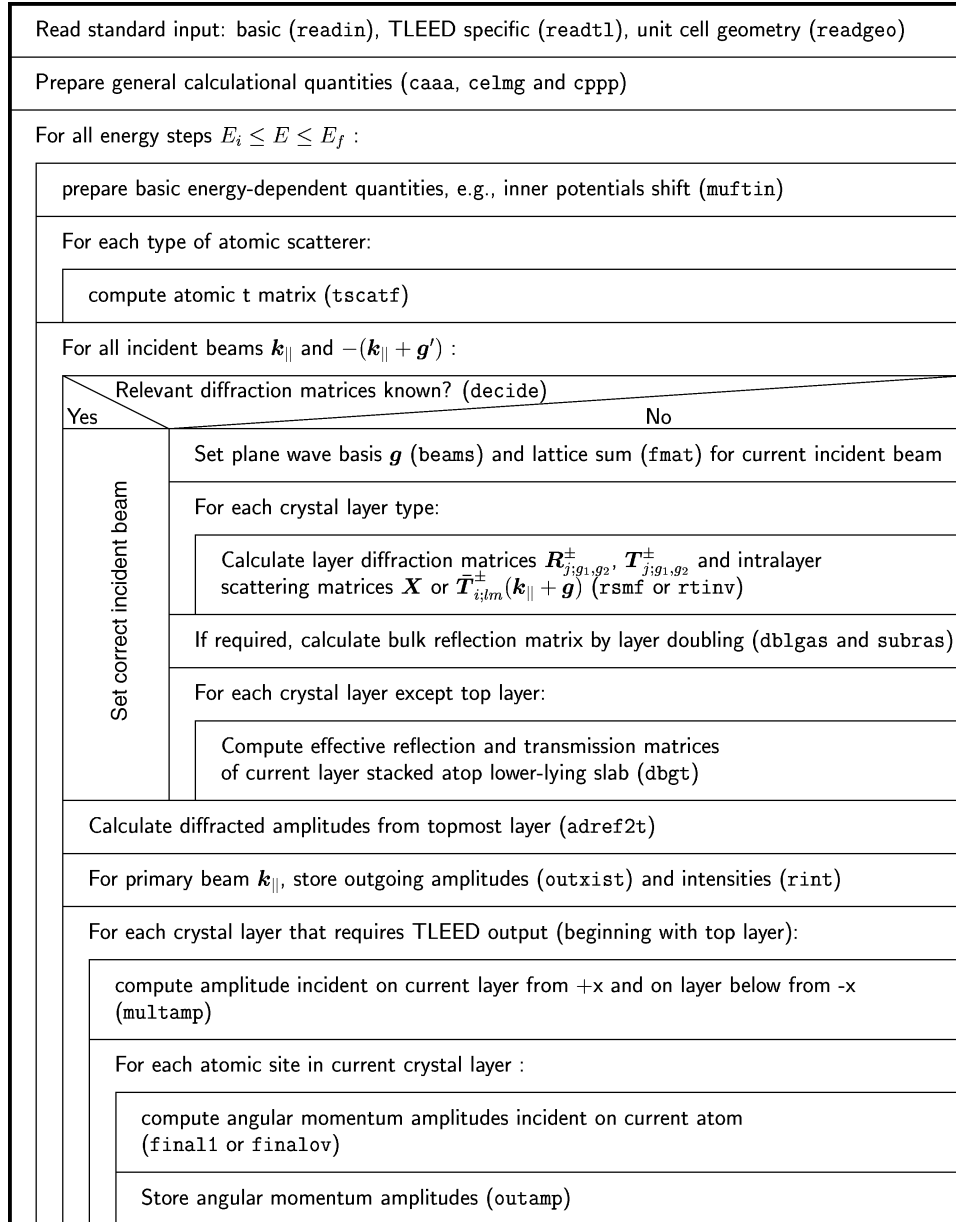 Read standard input: basic (readin), TLEED specific (readtl), unit cell geometry (readgeo)
Prepare general calculational quantities (caaa, celmg and cppp)
For all energy steps E_i ≤ E ≤ E_f :
prepare basic energy-dependent quantities, e.g., inner potentials shift (muftin)
For each type of atomic scatterer:
compute atomic t matrix (tscatf)
For all incident beams k_|| and −(k_|| + g′) :
Relevant diffraction matrices known? (decide)
Yes
No
Set correct incident beam
Set plane wave basis g (beams) and lattice sum (fmat) for current incident beam
For each crystal layer type:
Calculate layer diffraction matrices R^±_{j;g_1,g_2}, T^±_{j;g_1,g_2} and intralayer
scattering matrices X or T̄^±_{i;lm}(k_|| + g) (rsmf or rtinv)
If required, calculate bulk reflection matrix by layer doubling (dblgas and subras)
For each crystal layer except top layer:
Compute effective reflection and transmission matrices
of current layer stacked atop lower-lying slab (dbgt)
Calculate diffracted amplitudes from topmost layer (adref2t)
For primary beam k_||, store outgoing amplitudes (outxist) and intensities (rint)
For each crystal layer that requires TLEED output (beginning with top layer):
compute amplitude incident on current layer from +x and on layer below from -x
(multamp)
For each atomic site in current crystal layer :
compute angular momentum amplitudes incident on current atom
(final1 or finalov)
Store angular momentum amplitudes (outamp)